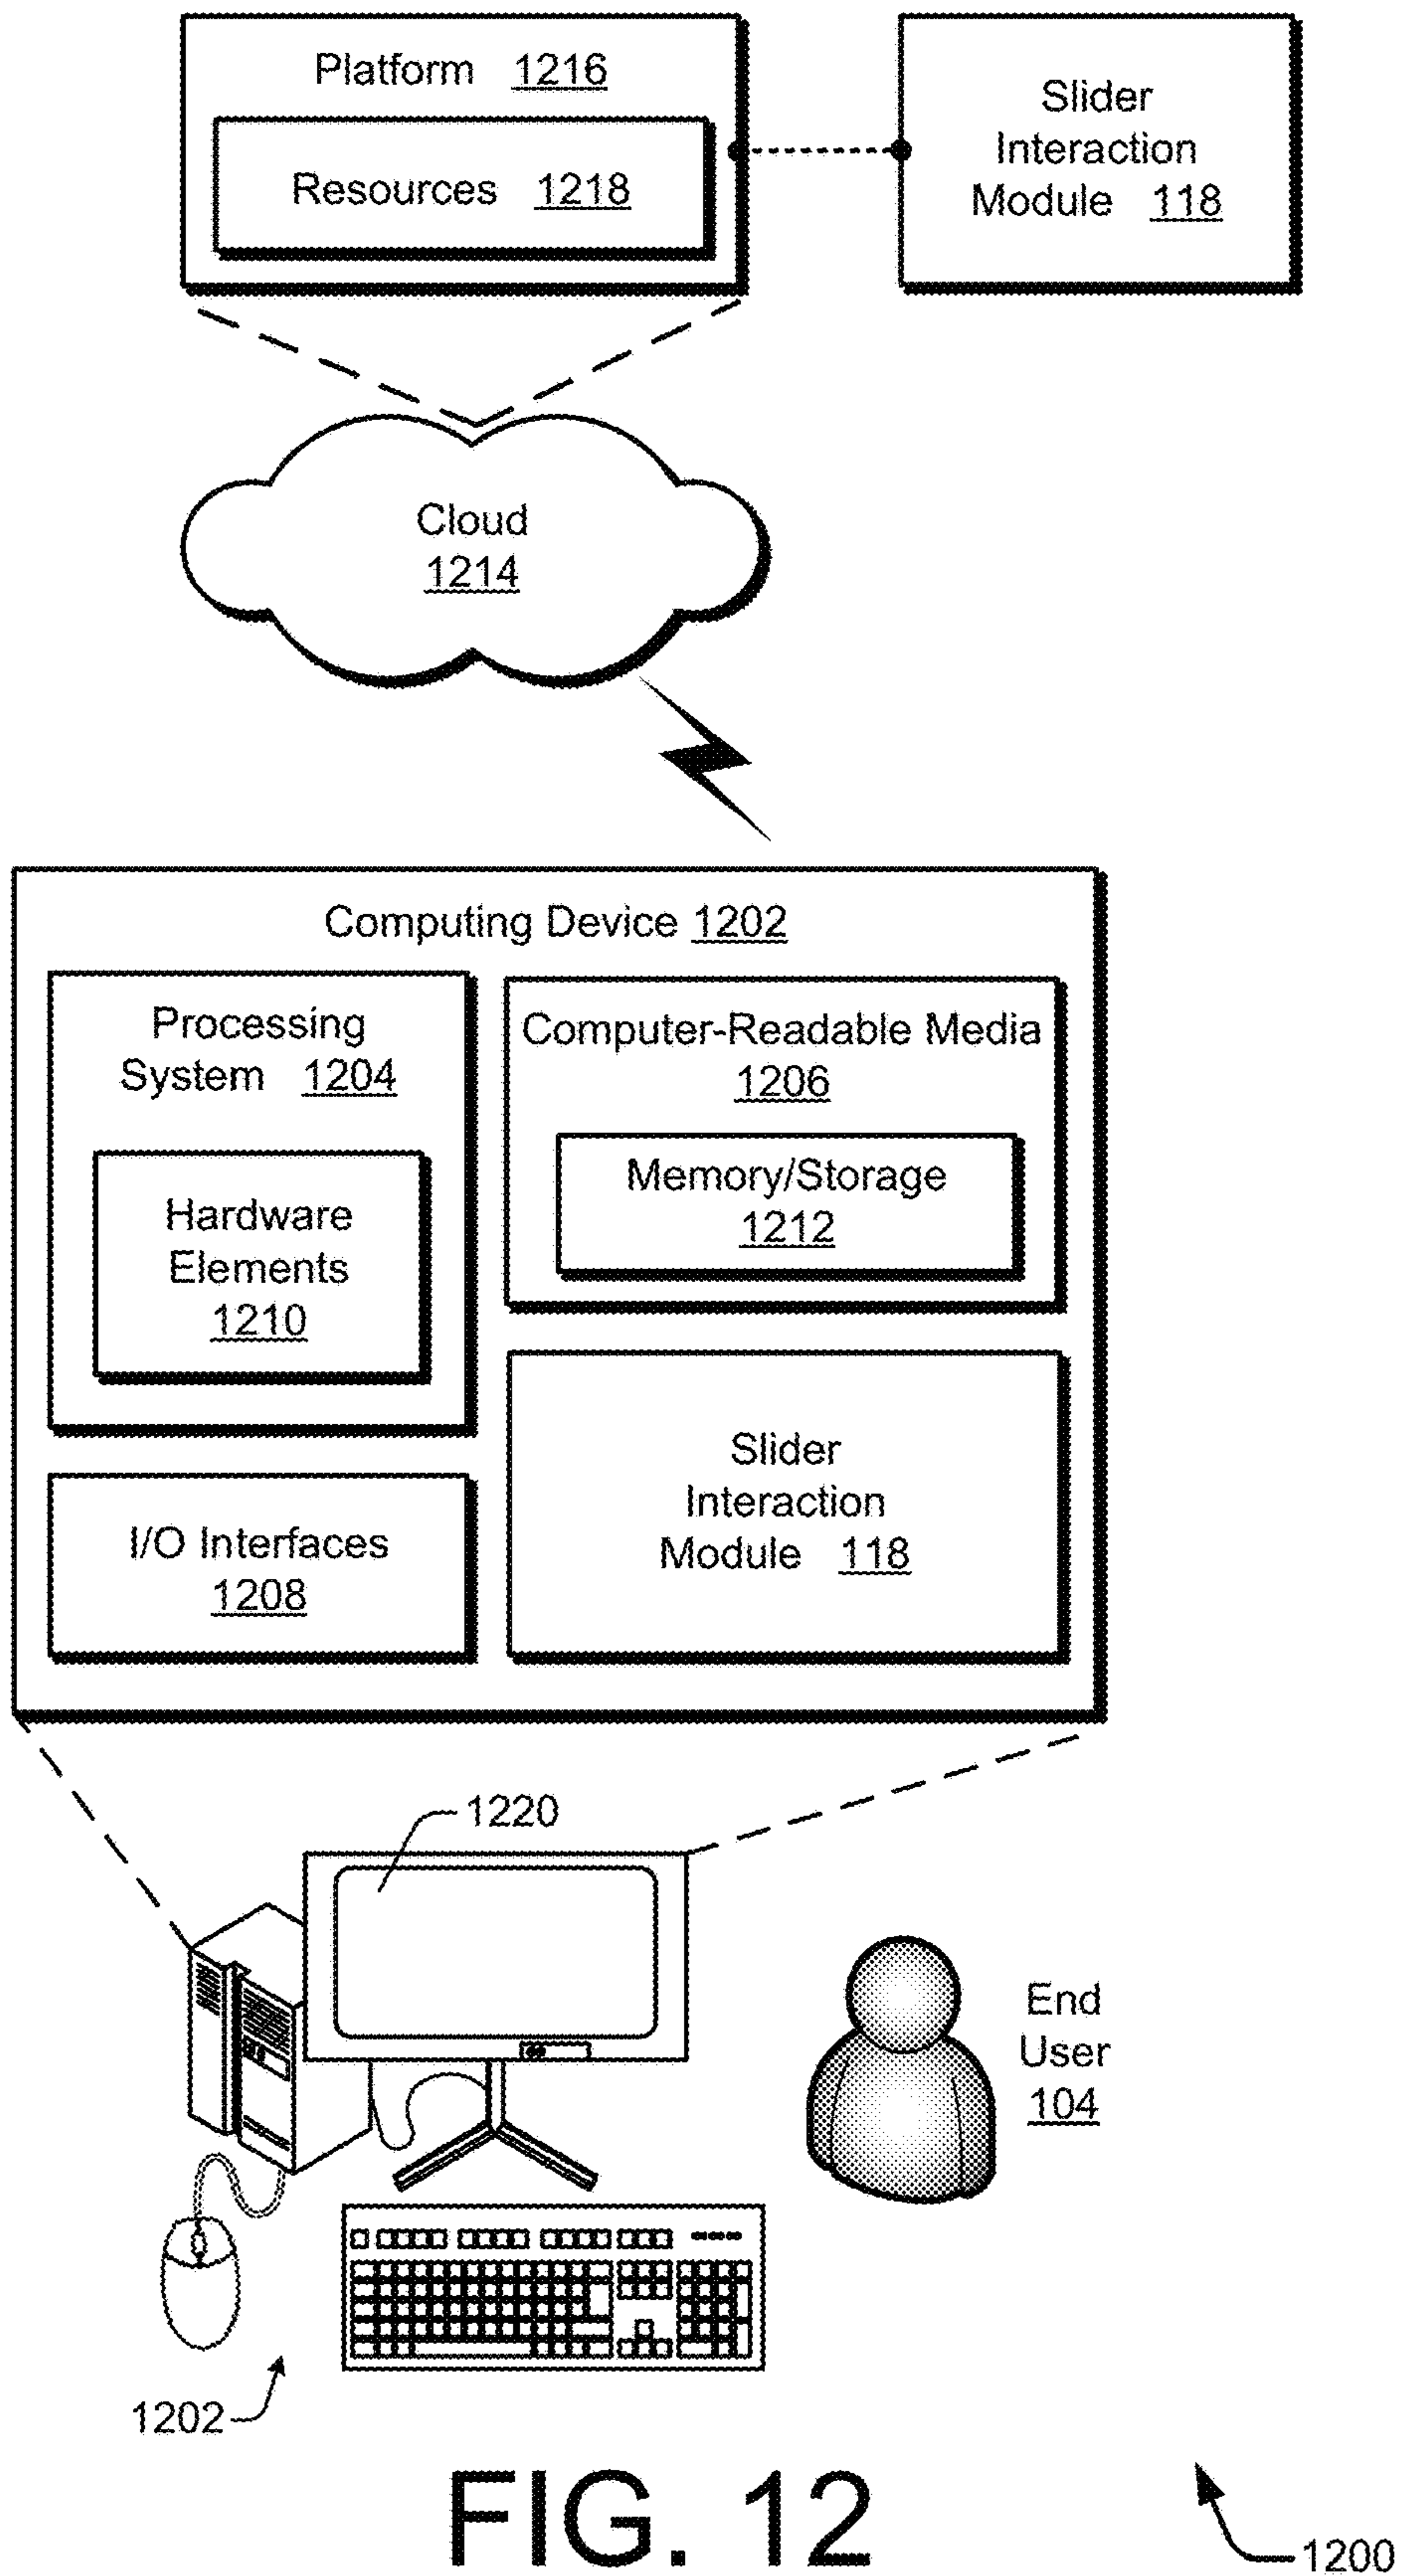 Platform 1216
Resources 1218
Slider
Interaction
Module 118
Cloud
1214
Computing Device 1202
Processing
System 1204
Hardware
Elements
1210
Computer-Readable Media
1206
Memory/Storage
1212
I/O Interfaces
1208
Slider
Interaction
Module 118
1220
End
User
104
1202
FIG. 12
1200